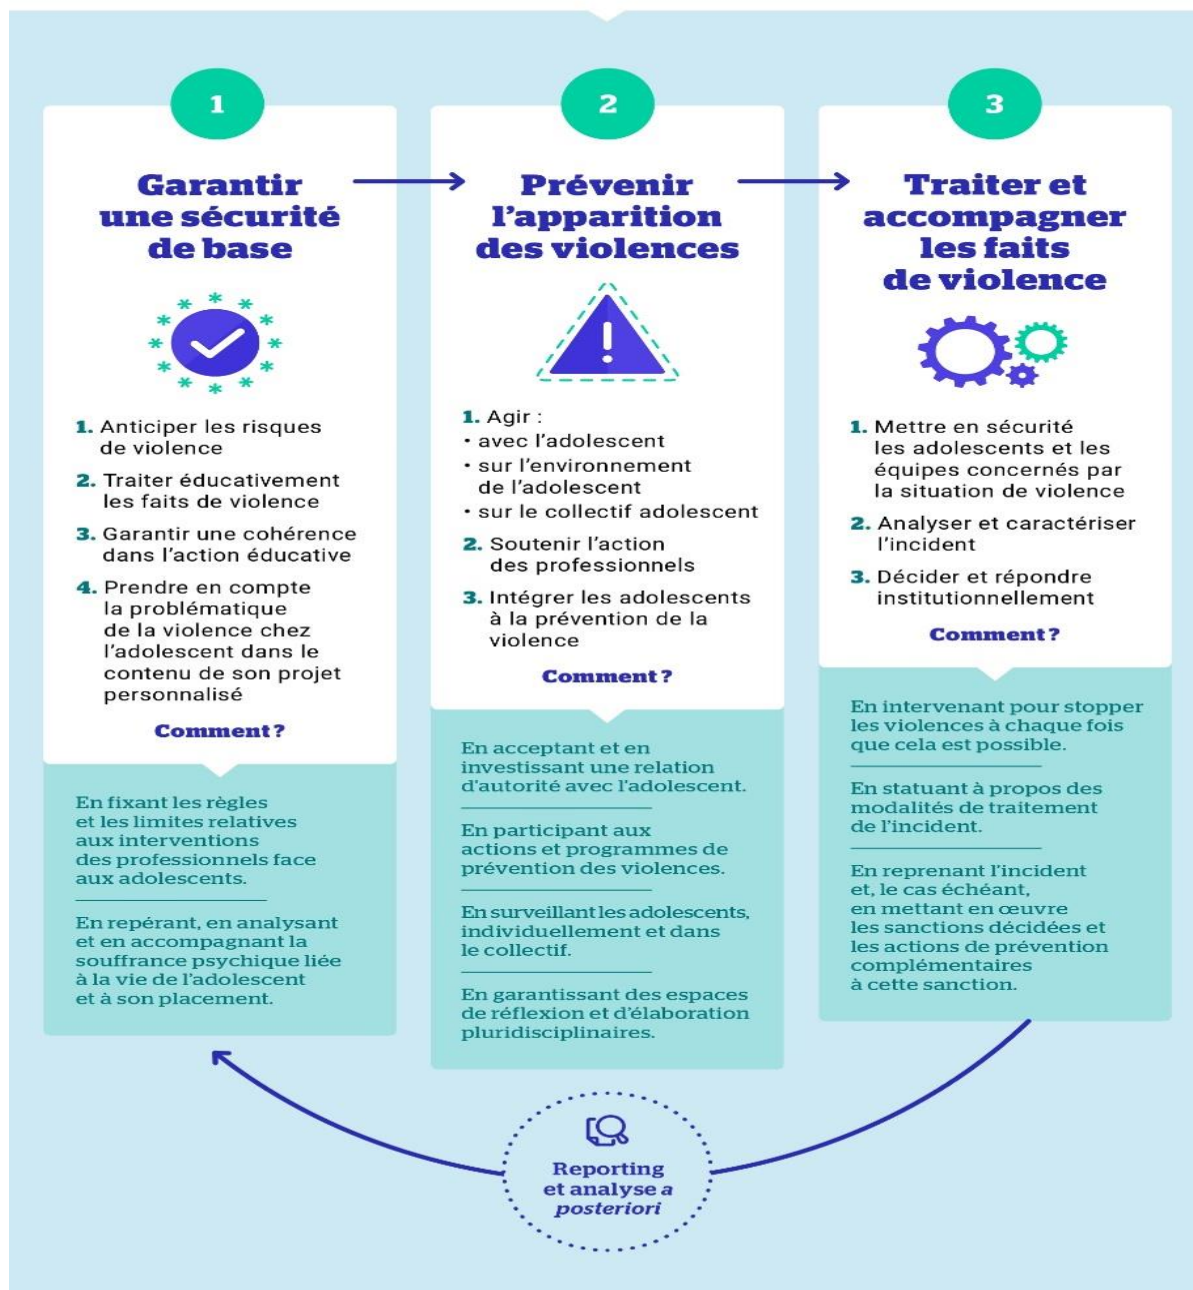 1
Garantir
une sécurité
de base
1. Anticiper les risques
de violence
2. Traiter éducativement
les faits de violence
3. Garantir une cohérence
dans l'action éducative
4. Prendre en compte
la problématique
de la violence chez
l'adolescent dans le
contenu de son projet
personnalisé
Comment ?
En fixant les règles
et les limites relatives
aux interventions
des professionnels face
aux adolescents.
En repérant, en analysant
et en accompagnant la
souffrance psychique liée
à la vie de l'adolescent
et à son placement.
2
Prévenir
l'apparition
des violences
!
1. Agir :
• avec l'adolescent
• sur l'environnement
de l'adolescent
• sur le collectif adolescent
2. Soutenir l'action
des professionnels
3. Intégrer les adolescents
à la prévention de la
violence
Comment ?
En acceptant et en
investissant une relation
d'autorité avec l'adolescent.
En participant aux
actions et programmes de
prévention des violences.
En surveillant les adolescents,
individuellement et dans
le collectif.
En garantissant des espaces
de réflexion et d'élaboration
pluridisciplinaires.
3
Traiter et
accompagner
les faits
de violence
1. Mettre en sécurité
les adolescents et les
équipes concernés par
la situation de violence
2. Analyser et caractériser
l'incident
3. Décider et répondre
institutionnellement
Comment ?
En intervenant pour stopper
les violences à chaque fois
que cela est possible.
En statuant à propos des
modalités de traitement
de l'incident.
En reprenant l'incident
et, le cas échéant,
en mettant en œuvre
les sanctions décidées et
les actions de prévention
complémentaires
à cette sanction.
Reporting
et analyse a
posteriori